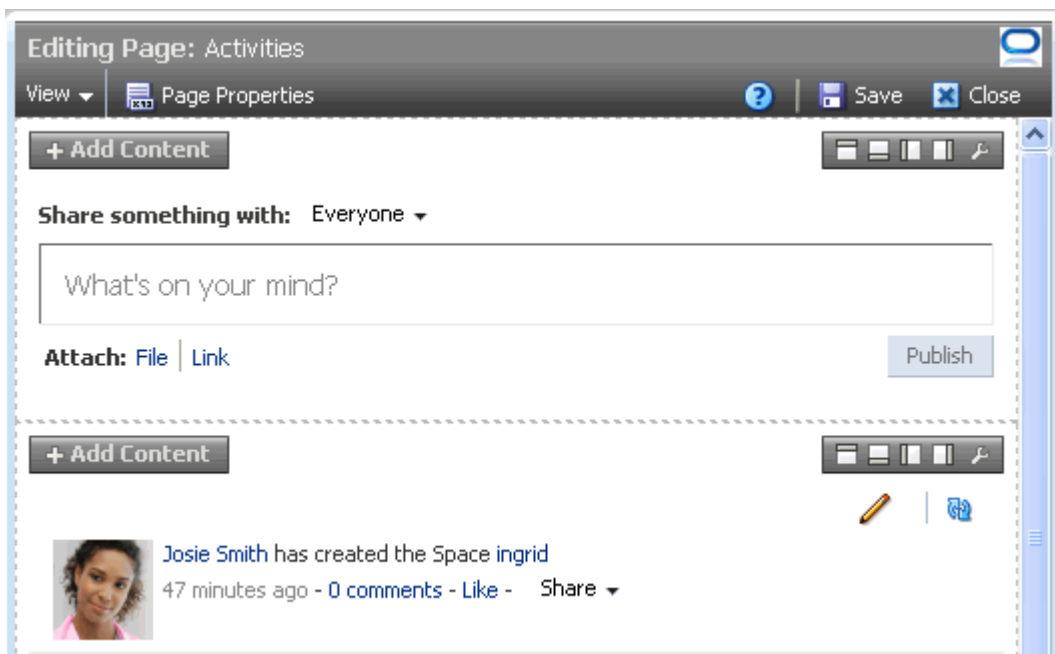 Editing Page: Activities
View Page Properties Save Close
+ Add Content
Share something with: Everyone
What's on your mind?
Attach: File Link Publish
+ Add Content
Josie Smith has created the Space ingrid
47 minutes ago - 0 comments - Like - Share